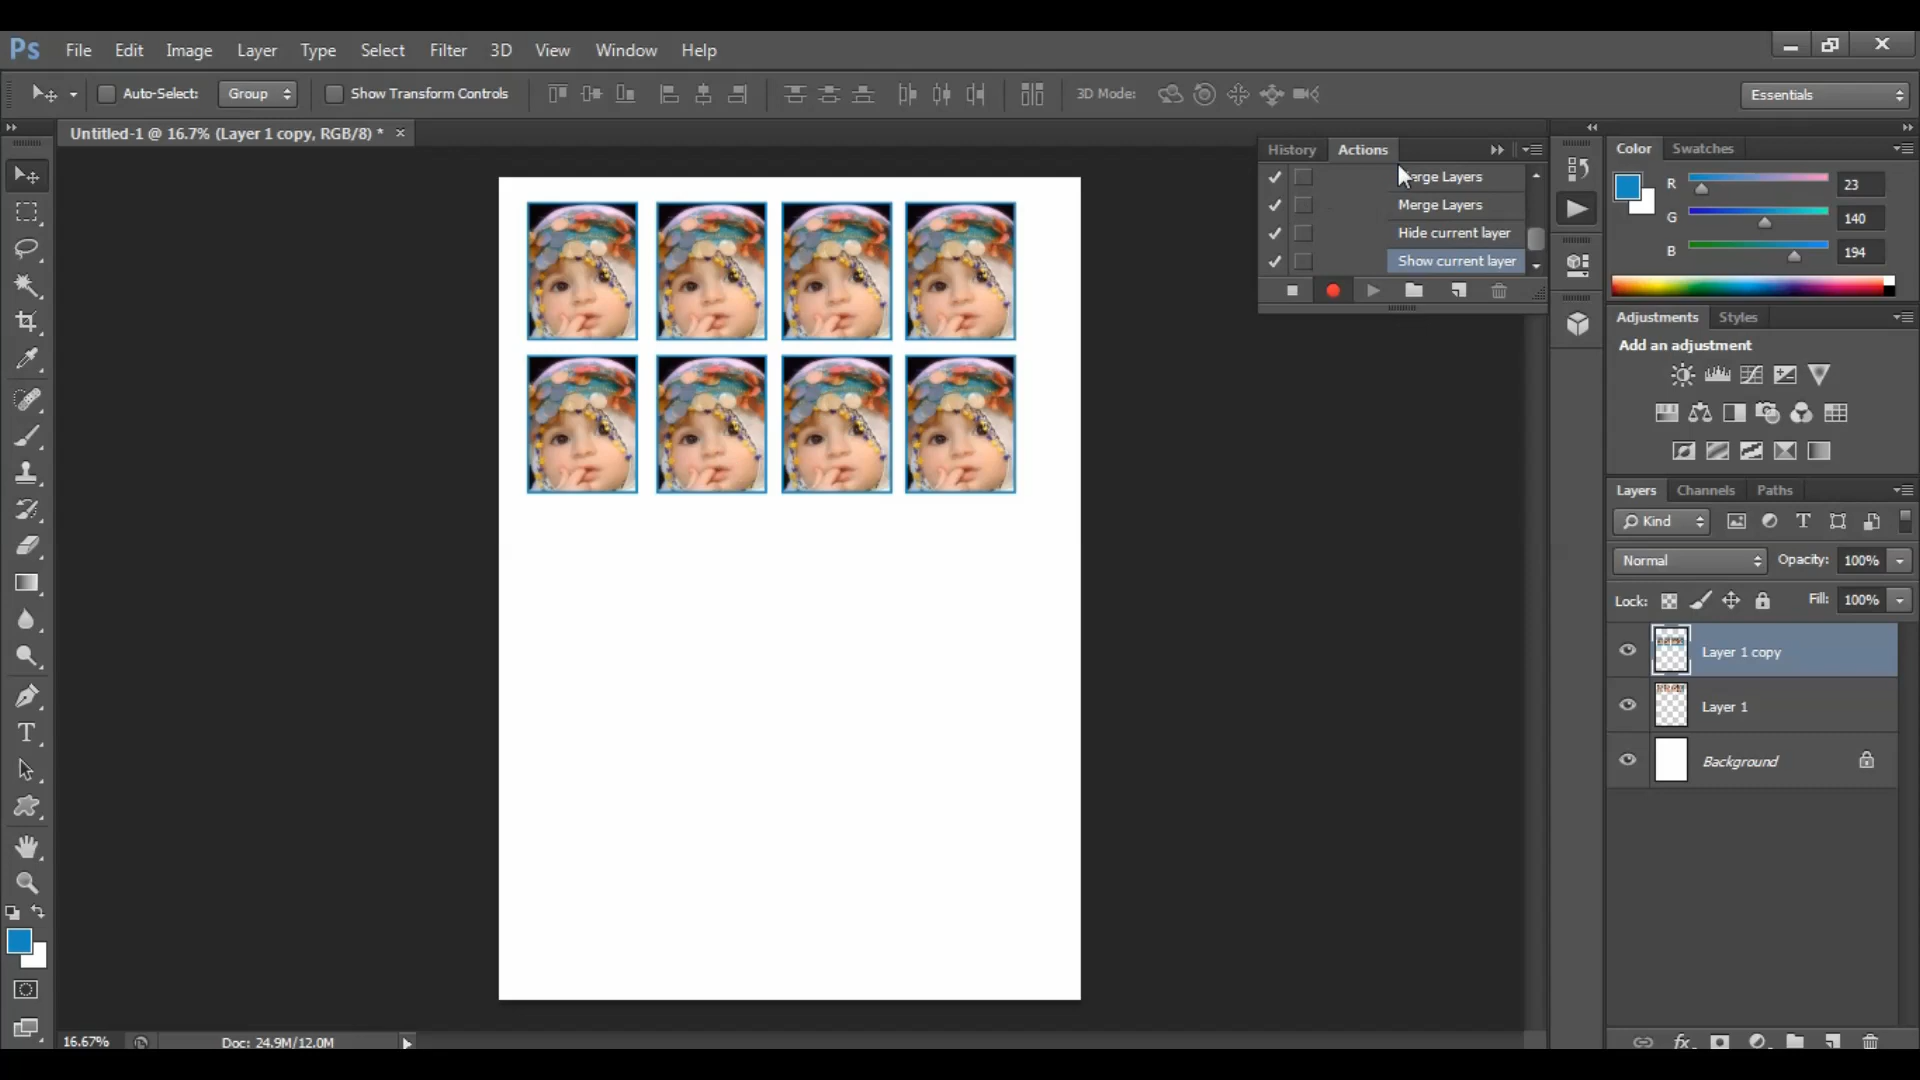 Ps File Edit Image Layer Type Select Filter 3D View Window Help
Auto-Select: Group Show Transform Controls 3D Mode: Essentials
Untitled-1 @ 16.7% (Layer 1 copy, RGB/8) *
History Actions
Merge Layers
Merge Layers
Hide current layer
Show current layer
Color Swatches
R 23
G 140
B 194
Adjustments Styles
Add an adjustment
Layers Channels Paths
Kind
Normal Opacity: 100%
Lock: Fill: 100%
Layer 1 copy
Layer 1
Background
16.67% Doc: 24.9M/12.0M